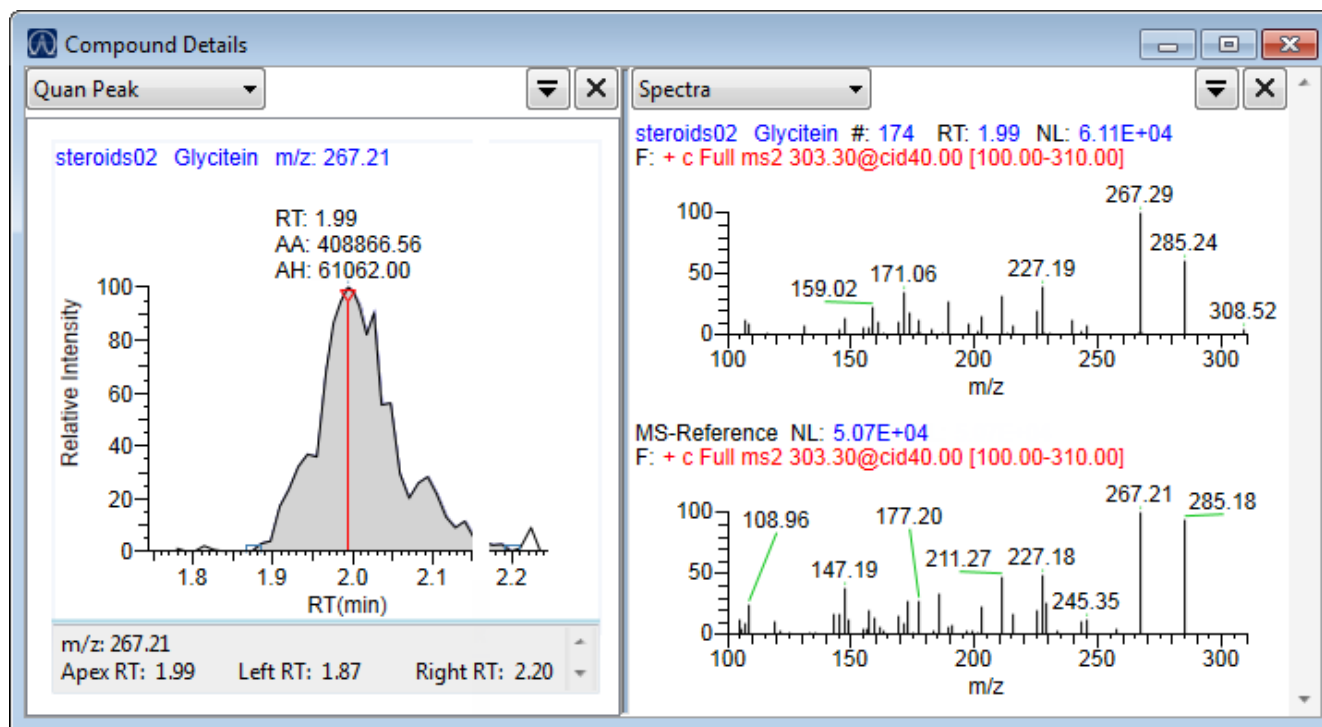 Compound Details
Quan Peak
steroids02 Glycitein m/z: 267.21
RT: 1.99
AA: 408866.56
AH: 61062.00
Relative Intensity
100
80
60
40
20
0
1.8 1.9 2.0 2.1 2.2
RT(min)
m/z: 267.21
Apex RT: 1.99 Left RT: 1.87 Right RT: 2.20
Spectra
steroids02 Glycitein #: 174 RT: 1.99 NL: 6.11E+04
F: + c Full ms2 303.30@cid40.00 [100.00-310.00]
267.29
285.24
227.19
171.06
159.02
308.52
100
50
0
100 150 200 250 300
m/z
MS-Reference NL: 5.07E+04
F: + c Full ms2 303.30@cid40.00 [100.00-310.00]
267.21
285.18
108.96
177.20
211.27
227.18
147.19
245.35
100
50
0
100 150 200 250 300
m/z